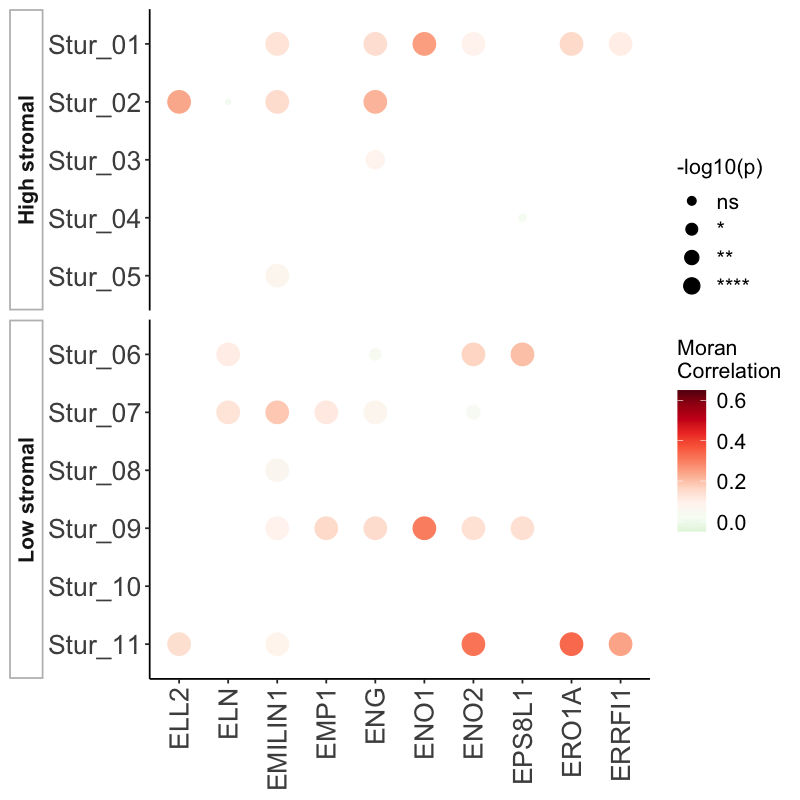 High stromal
Stur_01
Stur_02
Stur_03
Stur_04
Stur_05
Low stromal
Stur_06
Stur_07
Stur_08
Stur_09
Stur_10
Stur_11
ELL2
ELN
EMILIN1
EMP1
ENG
ENO1
ENO2
EPS8L1
ERO1A
ERRFI1
-log10(p)
ns
*
**
****
Moran
Correlation
0.6
0.4
0.2
0.0